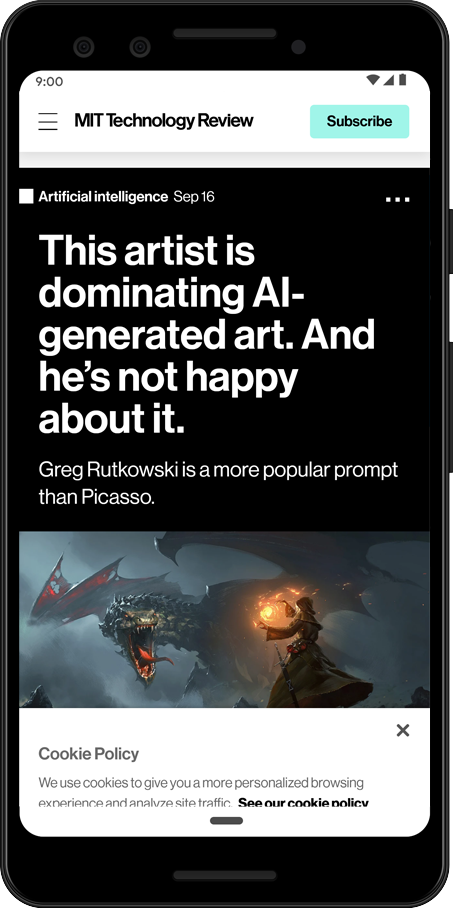 9:00
MIT Technology Review
Subscribe
Artificial intelligence Sep 16
This artist is
dominating AI-
generated art. And
he’s not happy
about it.
Greg Rutkowski is a more popular prompt
than Picasso.
Cookie Policy
We use cookies to give you a more personalized browsing
experience and analyze site traffic. See our cookie policy